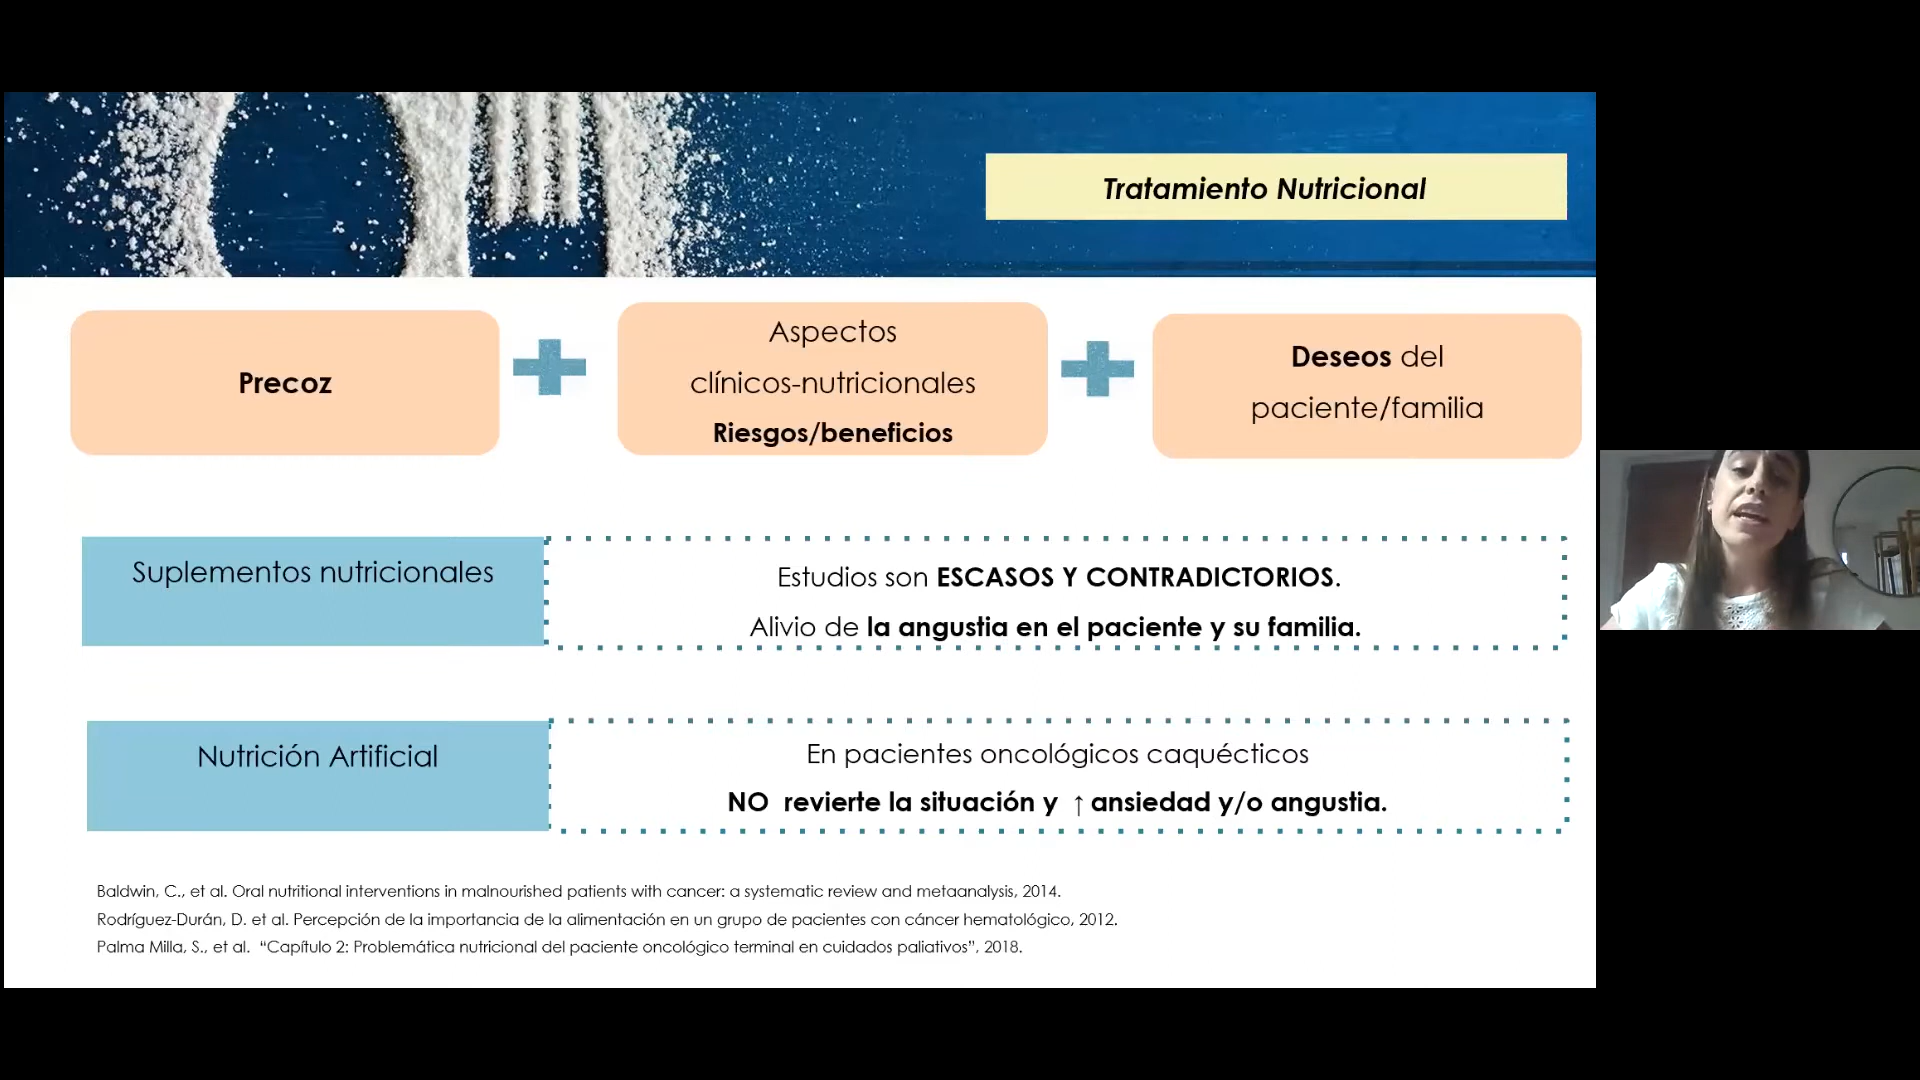 Tratamiento Nutricional
Precoz
Aspectos
clínicos-nutricionales
Riesgos/beneficios
Deseos del
paciente/familia
Suplementos nutricionales
Estudios son ESCASOS Y CONTRADICTORIOS.
Alivio de la angustia en el paciente y su familia.
Nutrición Artificial
En pacientes oncológicos caquécticos
NO revierte la situación y ↑ ansiedad y/o angustia.
Baldwin, C., et al. Oral nutritional interventions in malnourished patients with cancer: a systematic review and metaanalysis, 2014.
Rodríguez-Durán, D. et al. Percepción de la importancia de la alimentación en un grupo de pacientes con cáncer hematológico, 2012.
Palma Milla, S., et al. “Capítulo 2: Problemática nutricional del paciente oncológico terminal en cuidados paliativos”, 2018.